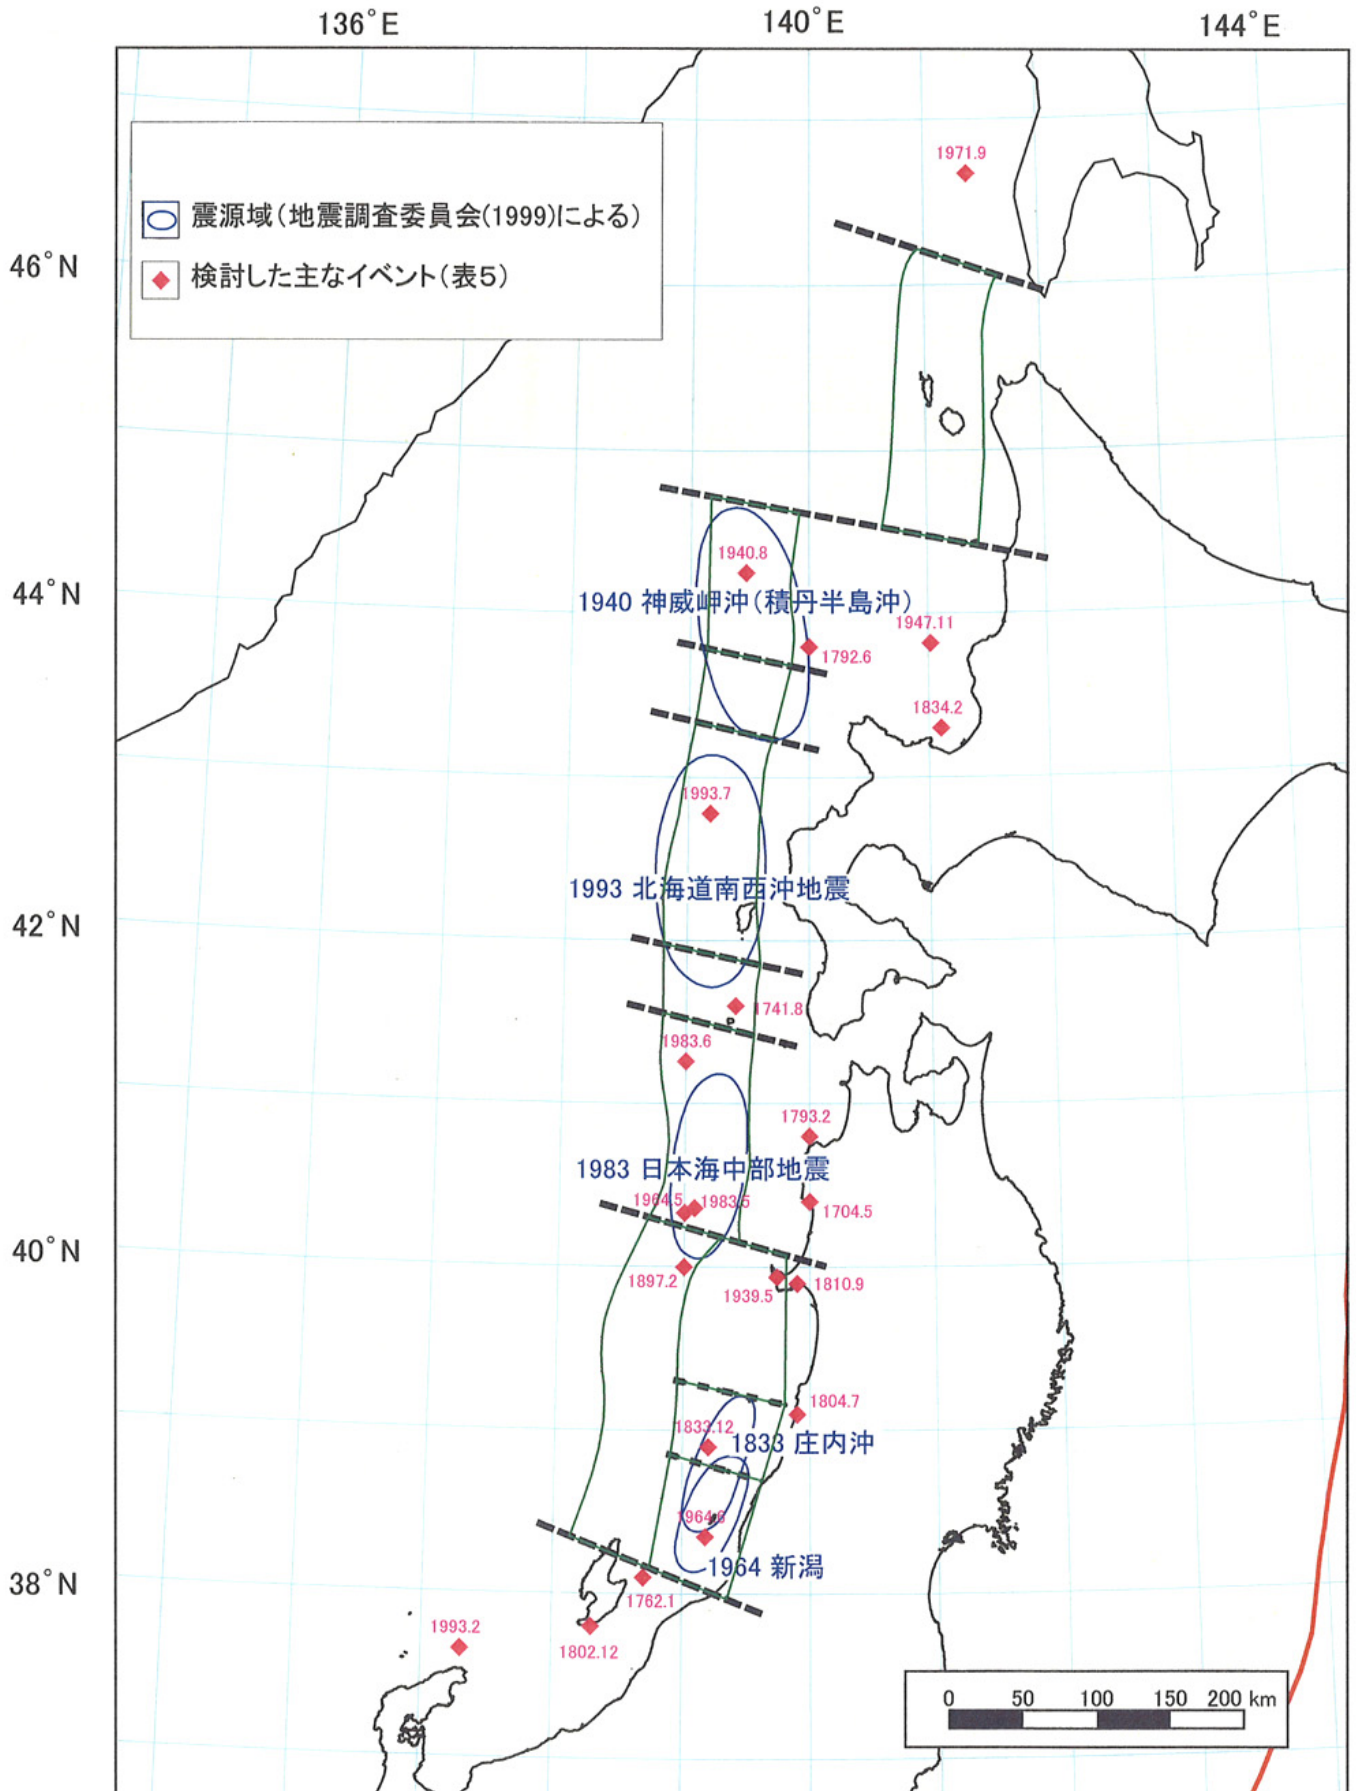 136°E 140°E 144°E
1971.9
震源域(地震調査委員会(1999)による)
46°N
検討した主なイベント(表5)
1940.8
44°N
1940 神威岬沖(積丹半島沖)
1947.11
1792.6
1834.2
1993.7
1993 北海道南西沖地震
42°N
1741.8
1983.6
1793.2
1983 日本海中部地震
1964.5 1983.5
1704.5
40°N
1897.2
1939.5
1810.9
1804.7
1833.12
1833 庄内沖
1964.6
1964 新潟
38°N
1762.1
1993.2
1802.12
0 50 100 150 200 km